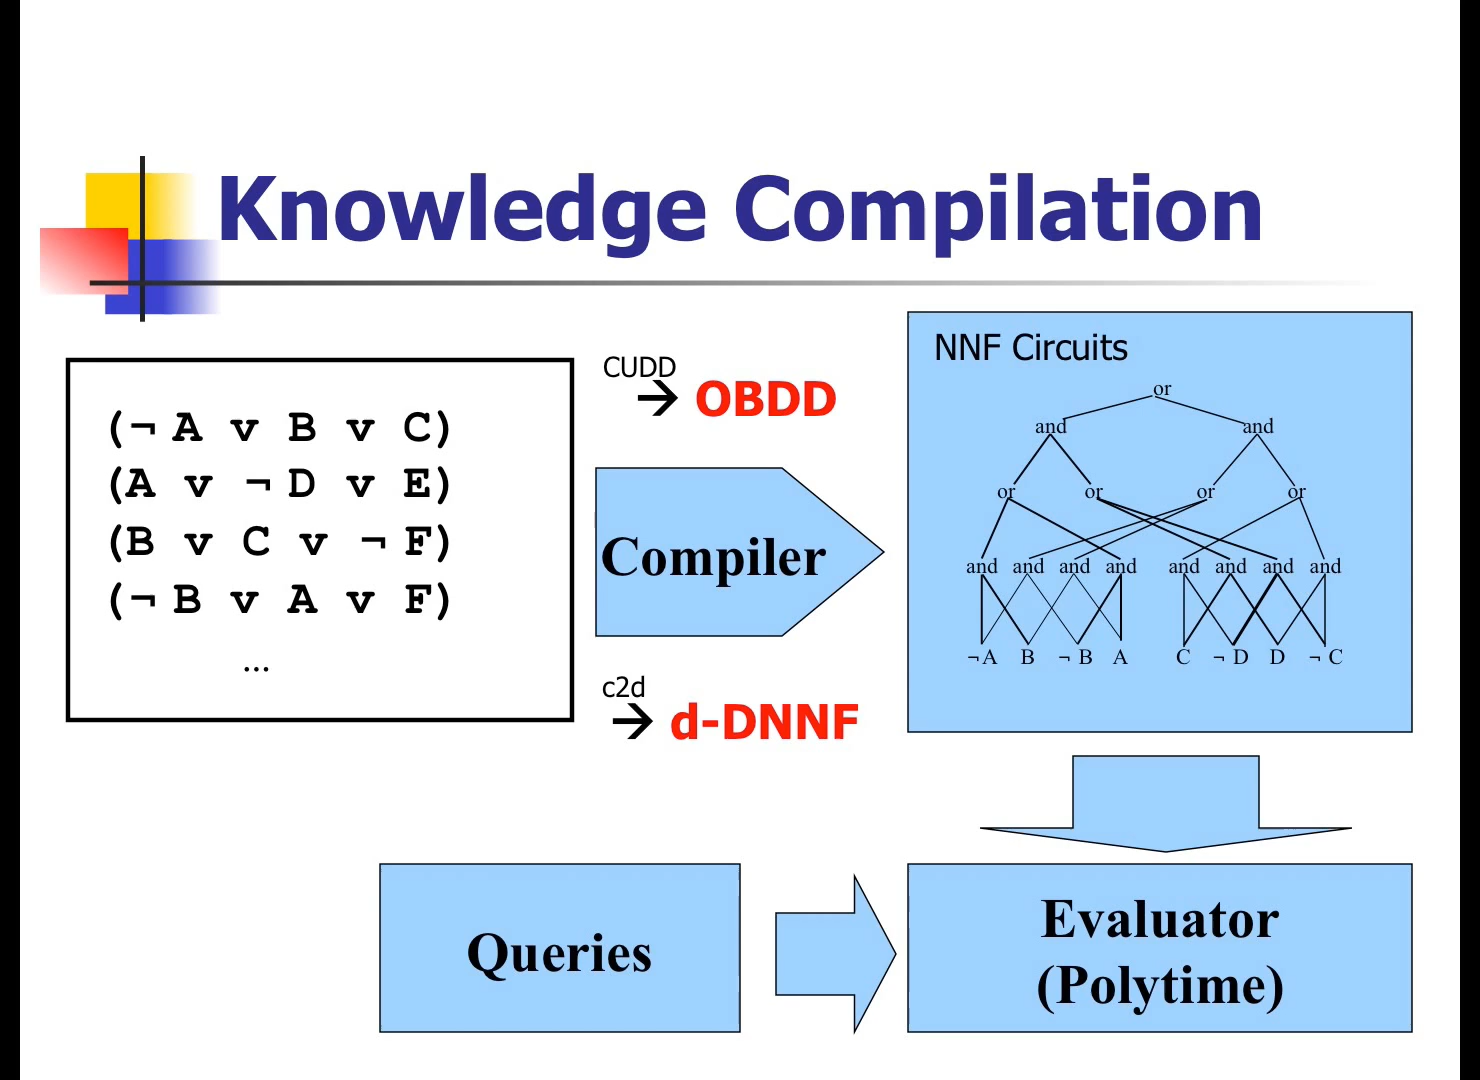 Knowledge Compilation
(¬ A v B v C)
(A v ¬ D v E)
(B v C v ¬ F)
(¬ B v A v F)
...
CUDD
→ OBDD
Compiler
c2d
→ d-DNNF
NNF Circuits
or
and and
or or or or
and and and and and and and and
¬ A B ¬ B A C ¬ D D ¬ C
Queries
Evaluator
(Polytime)